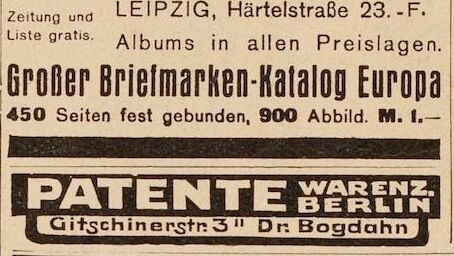 Zeitung und
Liste gratis.
LEIPZIG, Härtelstraße 23.-F.
Albums in allen Preislagen.
Großer Briefmarken-Katalog Europa
450 Seiten fest gebunden, 900 Abbild. M. 1.—
PATENTE WARENZ.
BERLIN
Gitschinerstr. 3 II Dr. Bogdahn